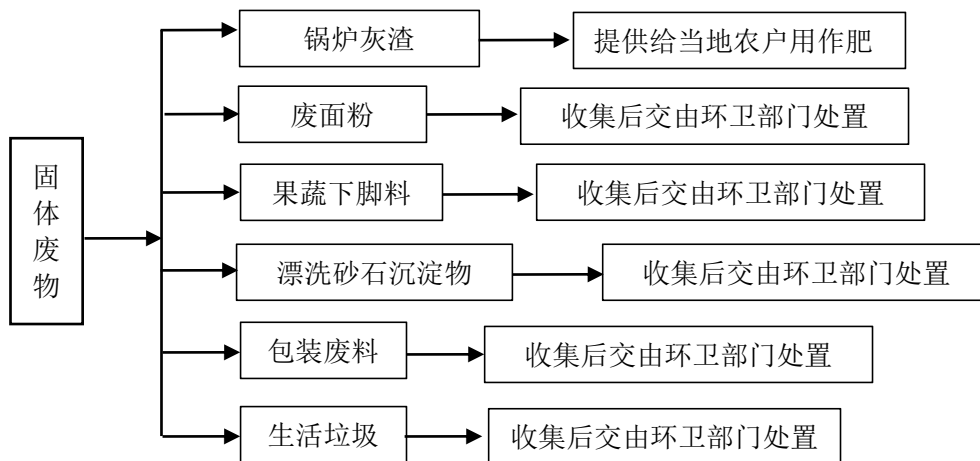 固体废物
锅炉灰渣
提供给当地农户用作肥
废面粉
收集后交由环卫部门处置
果蔬下脚料
收集后交由环卫部门处置
漂洗砂石沉淀物
收集后交由环卫部门处置
包装废料
收集后交由环卫部门处置
生活垃圾
收集后交由环卫部门处置